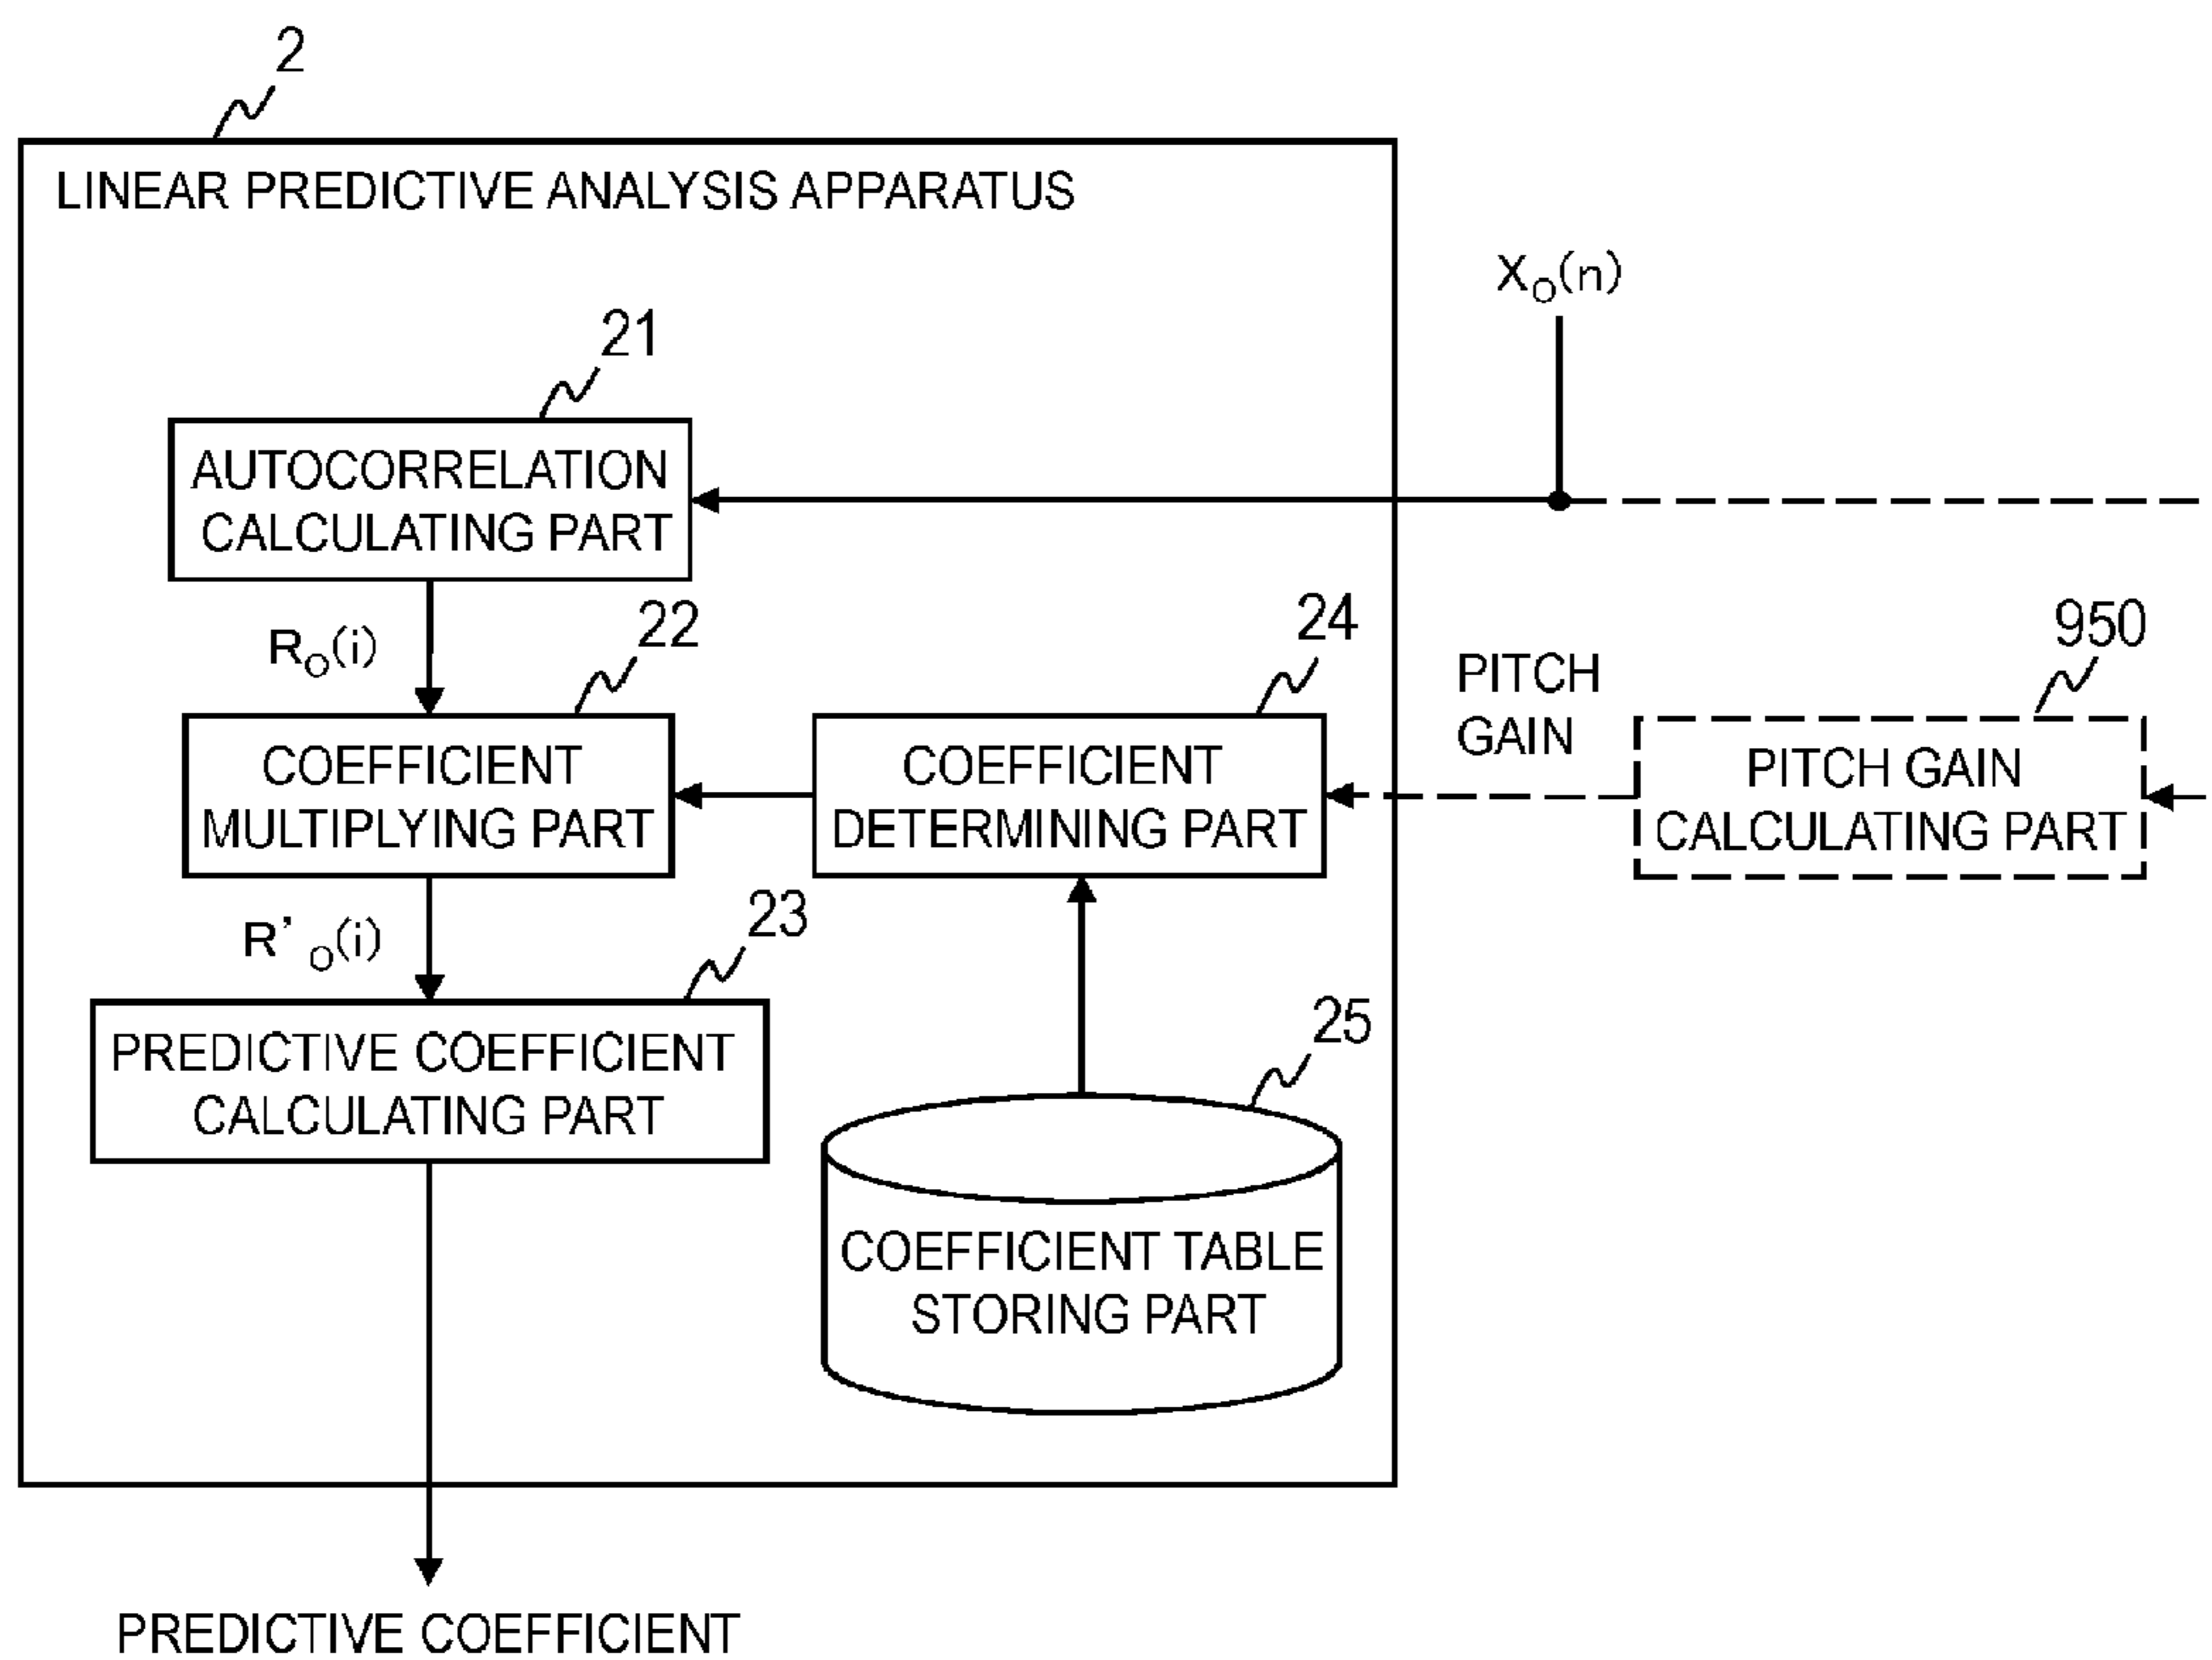 2
LINEAR PREDICTIVE ANALYSIS APPARATUS
X_O(n)
21
AUTOCORRELATION
CALCULATING PART
R_O(i)
22
24
PITCH
GAIN
950
COEFFICIENT
MULTIPLYING PART
COEFFICIENT
DETERMINING PART
PITCH GAIN
CALCULATING PART
R'_O(i)
23
PREDICTIVE COEFFICIENT
CALCULATING PART
25
COEFFICIENT TABLE
STORING PART
PREDICTIVE COEFFICIENT